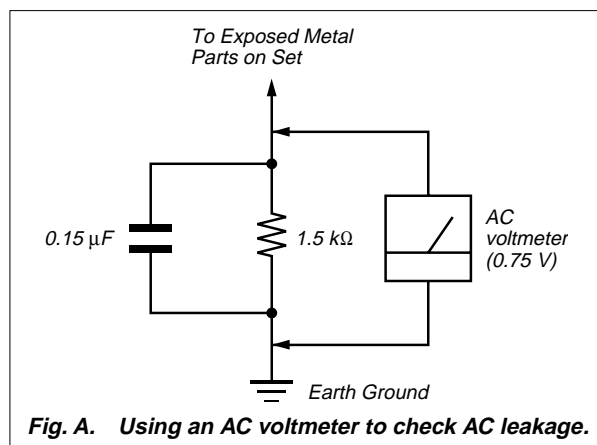 To Exposed Metal
Parts on Set
0.15 μF
1.5 kΩ
AC
voltmeter
(0.75 V)
Earth Ground
Fig. A. Using an AC voltmeter to check AC leakage.